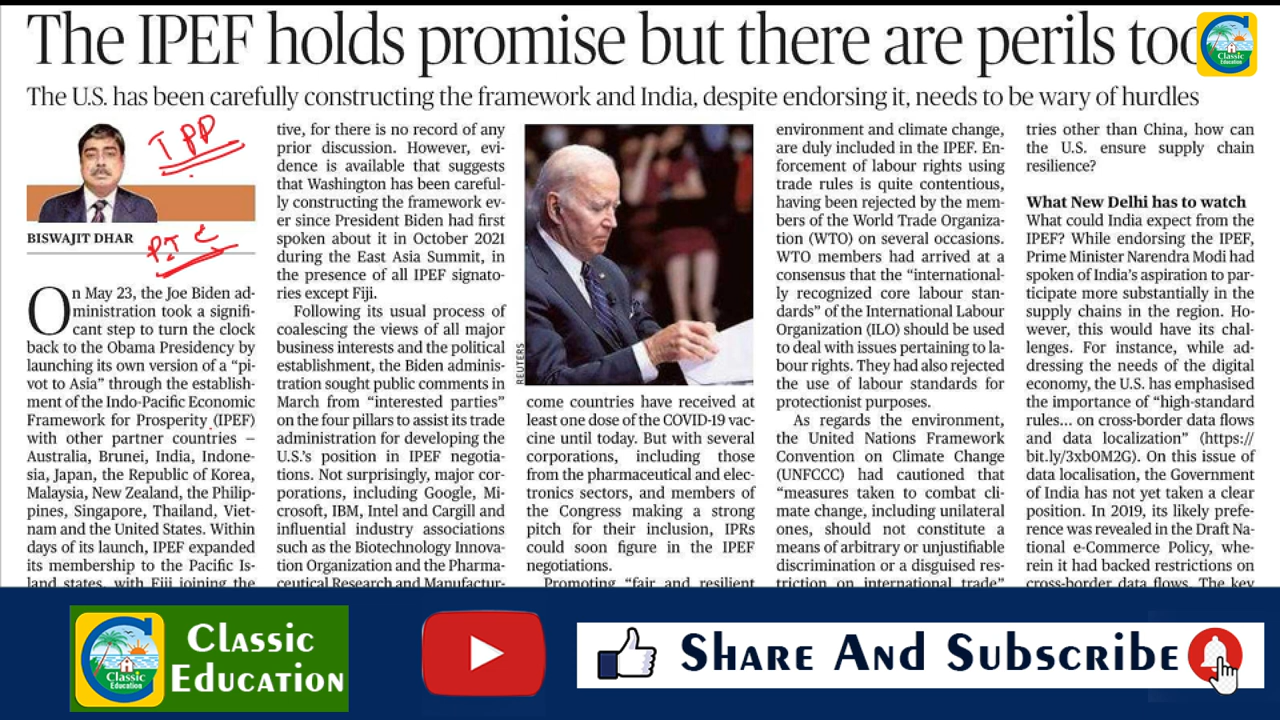 The IPEF holds promise but there are perils too
The U.S. has been carefully constructing the framework and India, despite endorsing it, needs to be wary of hurdles
Classic
Education
TPP
BISWAJIT DHAR
On May 23, the Joe Biden ad-
ministration took a signifi-
cant step to turn the clock
back to the Obama Presidency by
launching its own version of a “pi-
vot to Asia” through the establish-
ment of the Indo-Pacific Economic
Framework for Prosperity (IPEF)
with other partner countries –
Australia, Brunei, India, Indone-
sia, Japan, the Republic of Korea,
Malaysia, New Zealand, the Philip-
pines, Singapore, Thailand, Viet-
nam and the United States. Within
days of its launch, IPEF expanded
its membership to the Pacific Is-
land states, with Fiji joining the
tive, for there is no record of any
prior discussion. However, evi-
dence is available that suggests
that Washington has been careful-
ly constructing the framework ev-
er since President Biden had first
spoken about it in October 2021
during the East Asia Summit, in
the presence of all IPEF signato-
ries except Fiji.
Following its usual process of
coalescing the views of all major
business interests and the political
establishment, the Biden adminis-
tration sought public comments in
March from “interested parties”
on the four pillars to assist its trade
administration for developing the
U.S.’s position in IPEF negotia-
tions. Not surprisingly, major cor-
porations, including Google, Mi-
crosoft, IBM, Intel and Cargill and
influential industry associations
such as the Biotechnology Innova-
tion Organization and the Pharma-
ceutical Research and Manufactur-
REUTERS
come countries have received at
least one dose of the COVID-19 vac-
cine until today. But with several
corporations, including those
from the pharmaceutical and elec-
tronics sectors, and members of
the Congress making a strong
pitch for their inclusion, IPRs
could soon figure in the IPEF
negotiations.
Promoting “fair and resilient
environment and climate change,
are duly included in the IPEF. En-
forcement of labour rights using
trade rules is quite contentious,
having been rejected by the mem-
bers of the World Trade Organiza-
tion (WTO) on several occasions.
WTO members had arrived at a
consensus that the “international-
ly recognized core labour stan-
dards” of the International Labour
Organization (ILO) should be used
to deal with issues pertaining to la-
bour rights. They had also rejected
the use of labour standards for
protectionist purposes.
As regards the environment,
the United Nations Framework
Convention on Climate Change
(UNFCCC) had cautioned that
“measures taken to combat cli-
mate change, including unilateral
ones, should not constitute a
means of arbitrary or unjustifiable
discrimination or a disguised res-
triction on international trade”
tries other than China, how can
the U.S. ensure supply chain
resilience?
What New Delhi has to watch
What could India expect from the
IPEF? While endorsing the IPEF,
Prime Minister Narendra Modi had
spoken of India’s aspiration to par-
ticipate more substantially in the
supply chains in the region. Ho-
wever, this would have its chal-
lenges. For instance, while ad-
dressing the needs of the digital
economy, the U.S. has emphasised
the importance of “high-standard
rules... on cross-border data flows
and data localization” (https://
bit.ly/3xb0M2G). On this issue of
data localisation, the Government
of India has not yet taken a clear
position. In 2019, its likely prefe-
rence was revealed in the Draft Na-
tional e-Commerce Policy, whe-
rein it had backed restrictions on
cross-border data flows. The key
Classic
Education
Classic
Education
Share And Subscribe